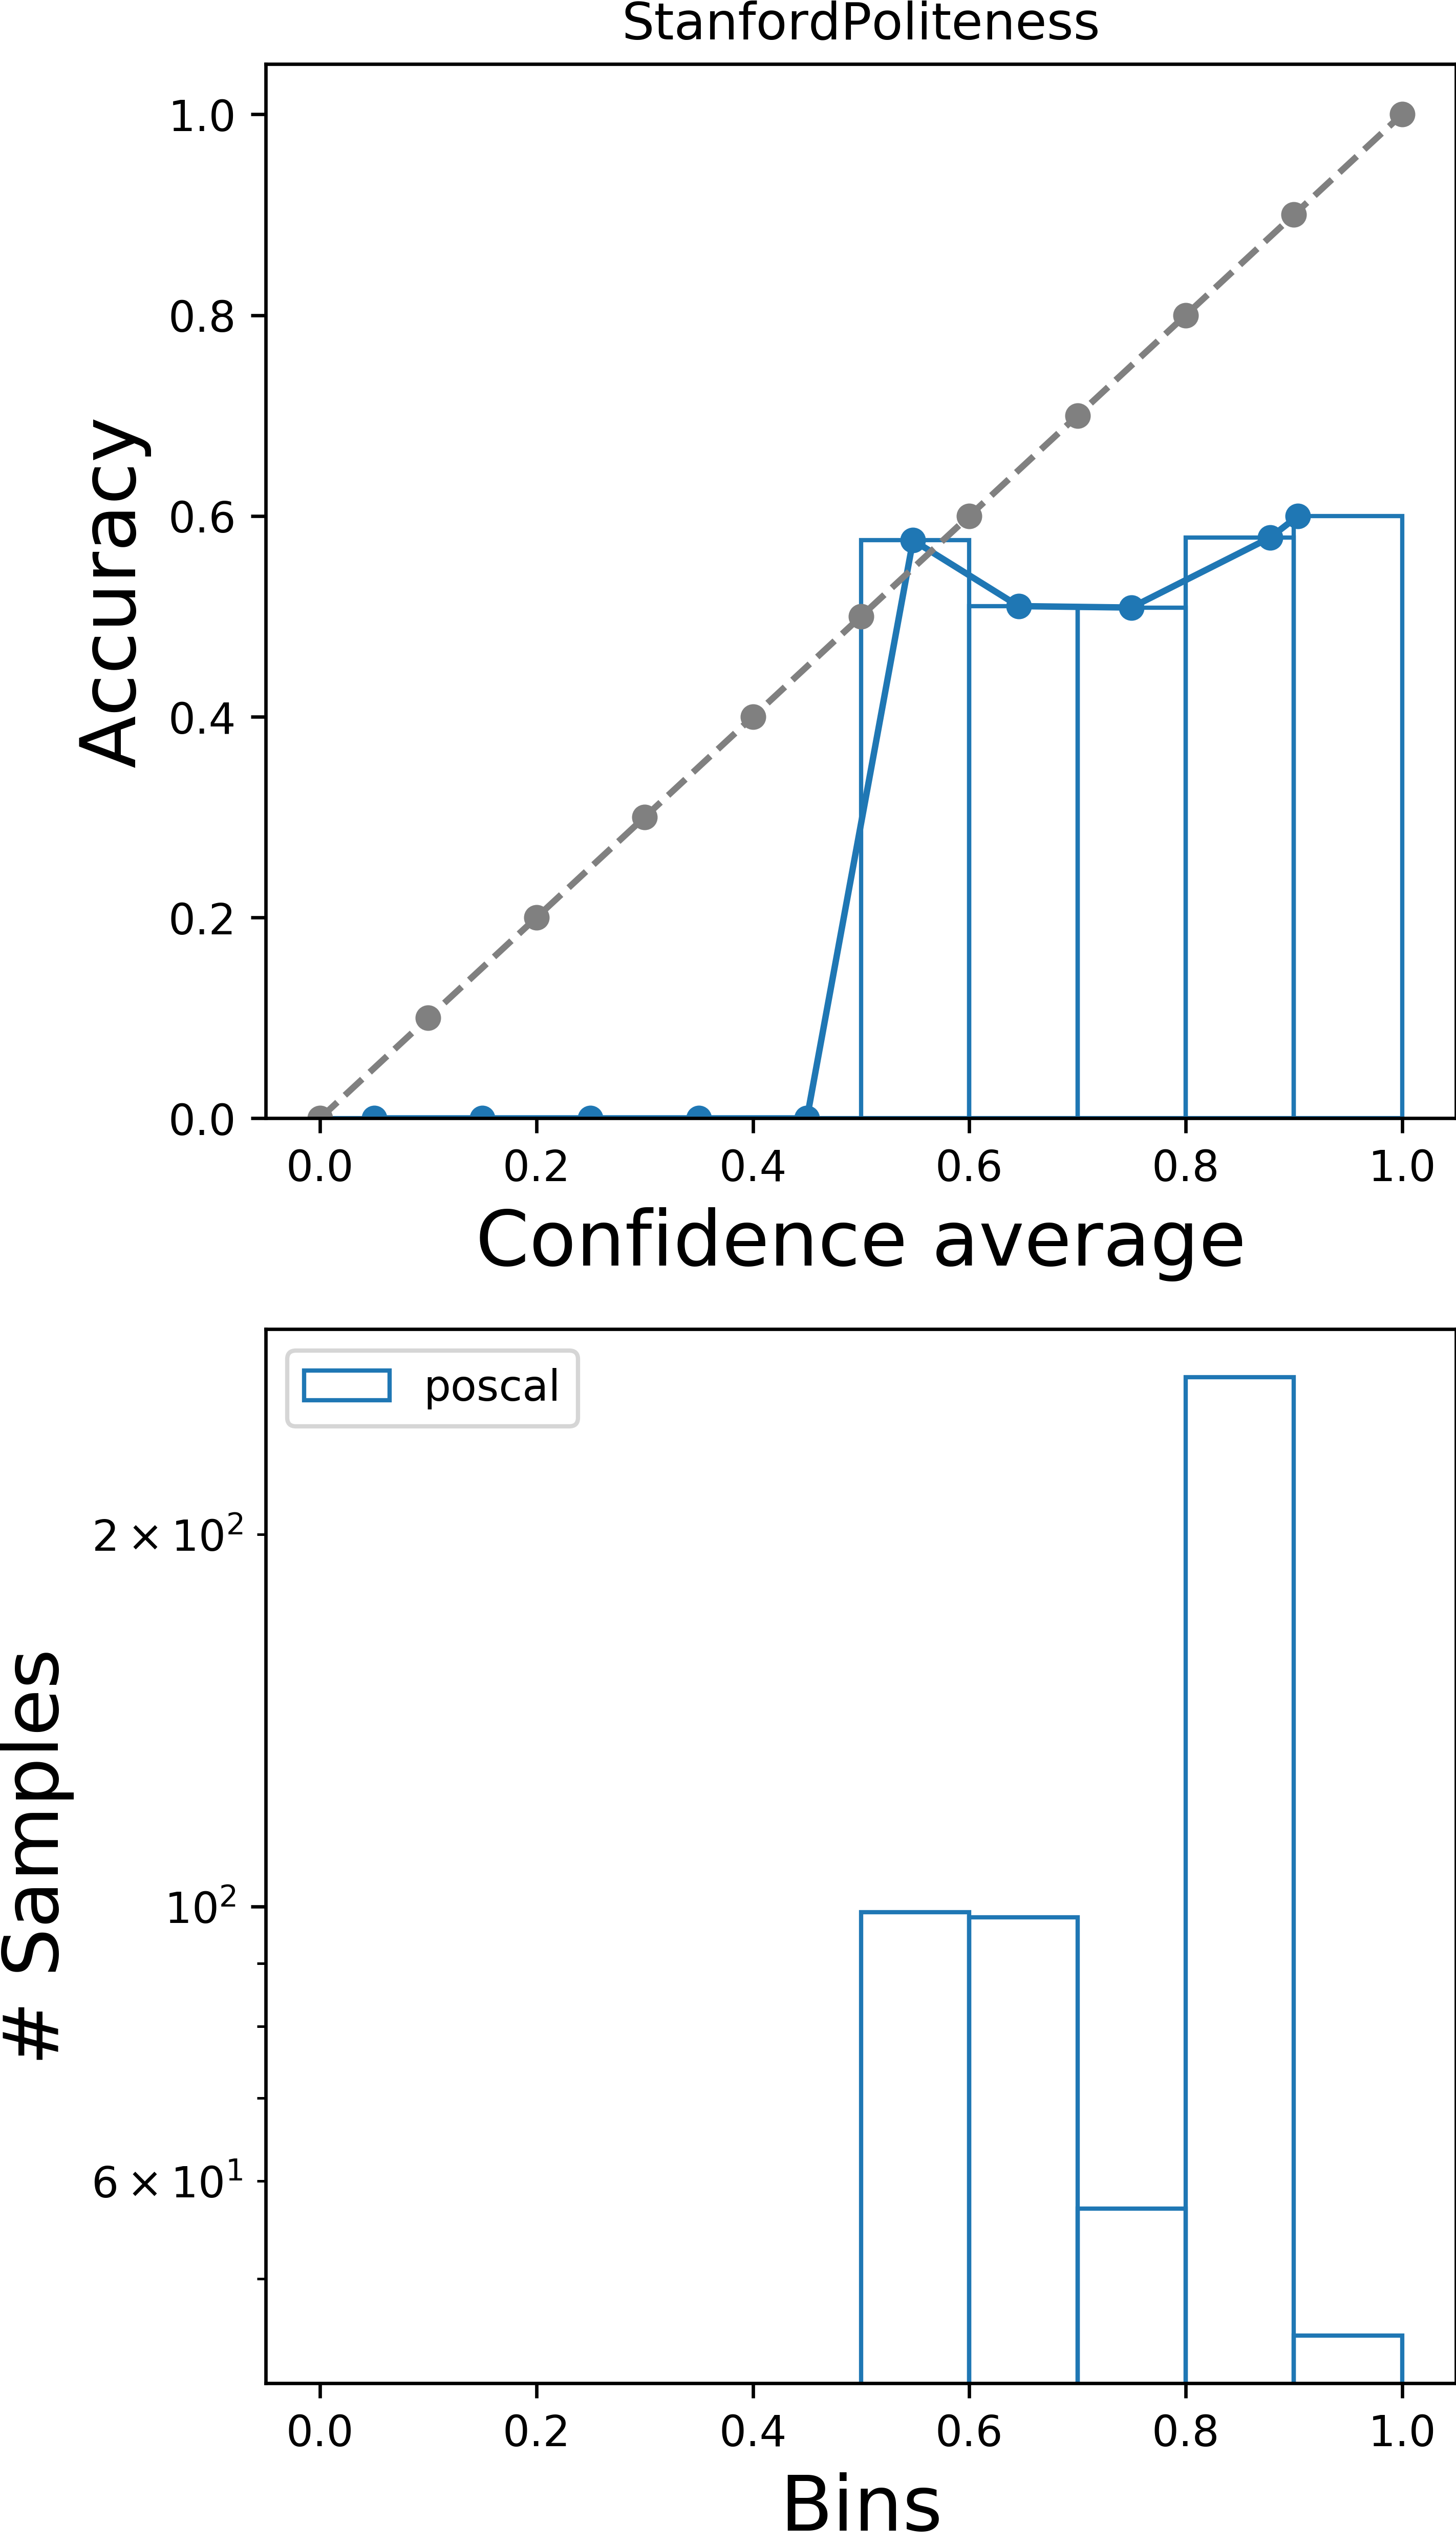 StanfordPoliteness
1.0
0.8
0.6
0.4
0.2
0.0
Accuracy
0.0 0.2 0.4 0.6 0.8 1.0
Confidence average
poscal
2 × 10²
10²
6 × 10¹
# Samples
0.0 0.2 0.4 0.6 0.8 1.0
Bins